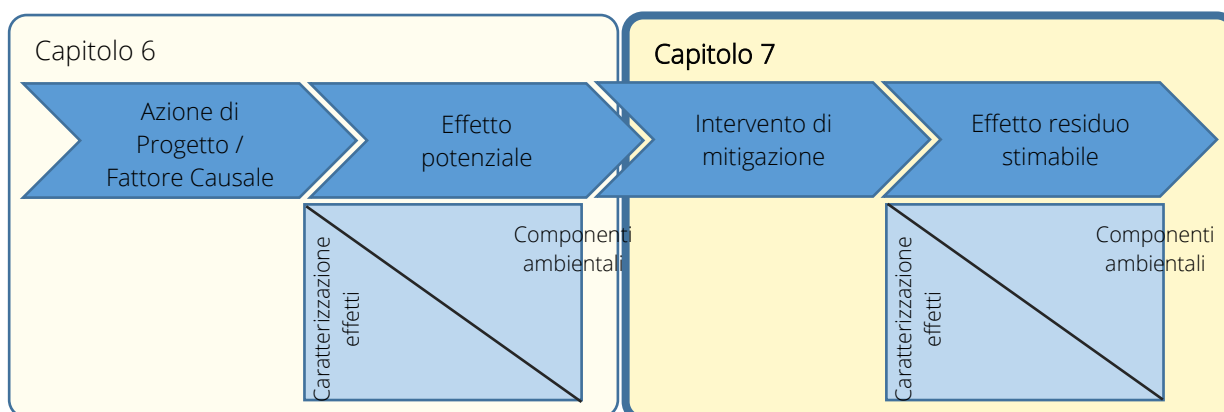 Capitolo 6
Azione di
Progetto /
Fattore Causale
Effetto
potenziale
Caratterizzazione
effetti
Componenti
ambientali
Capitolo 7
Intervento di
mitigazione
Effetto residuo
stimabile
Caratterizzazione
effetti
Componenti
ambientali